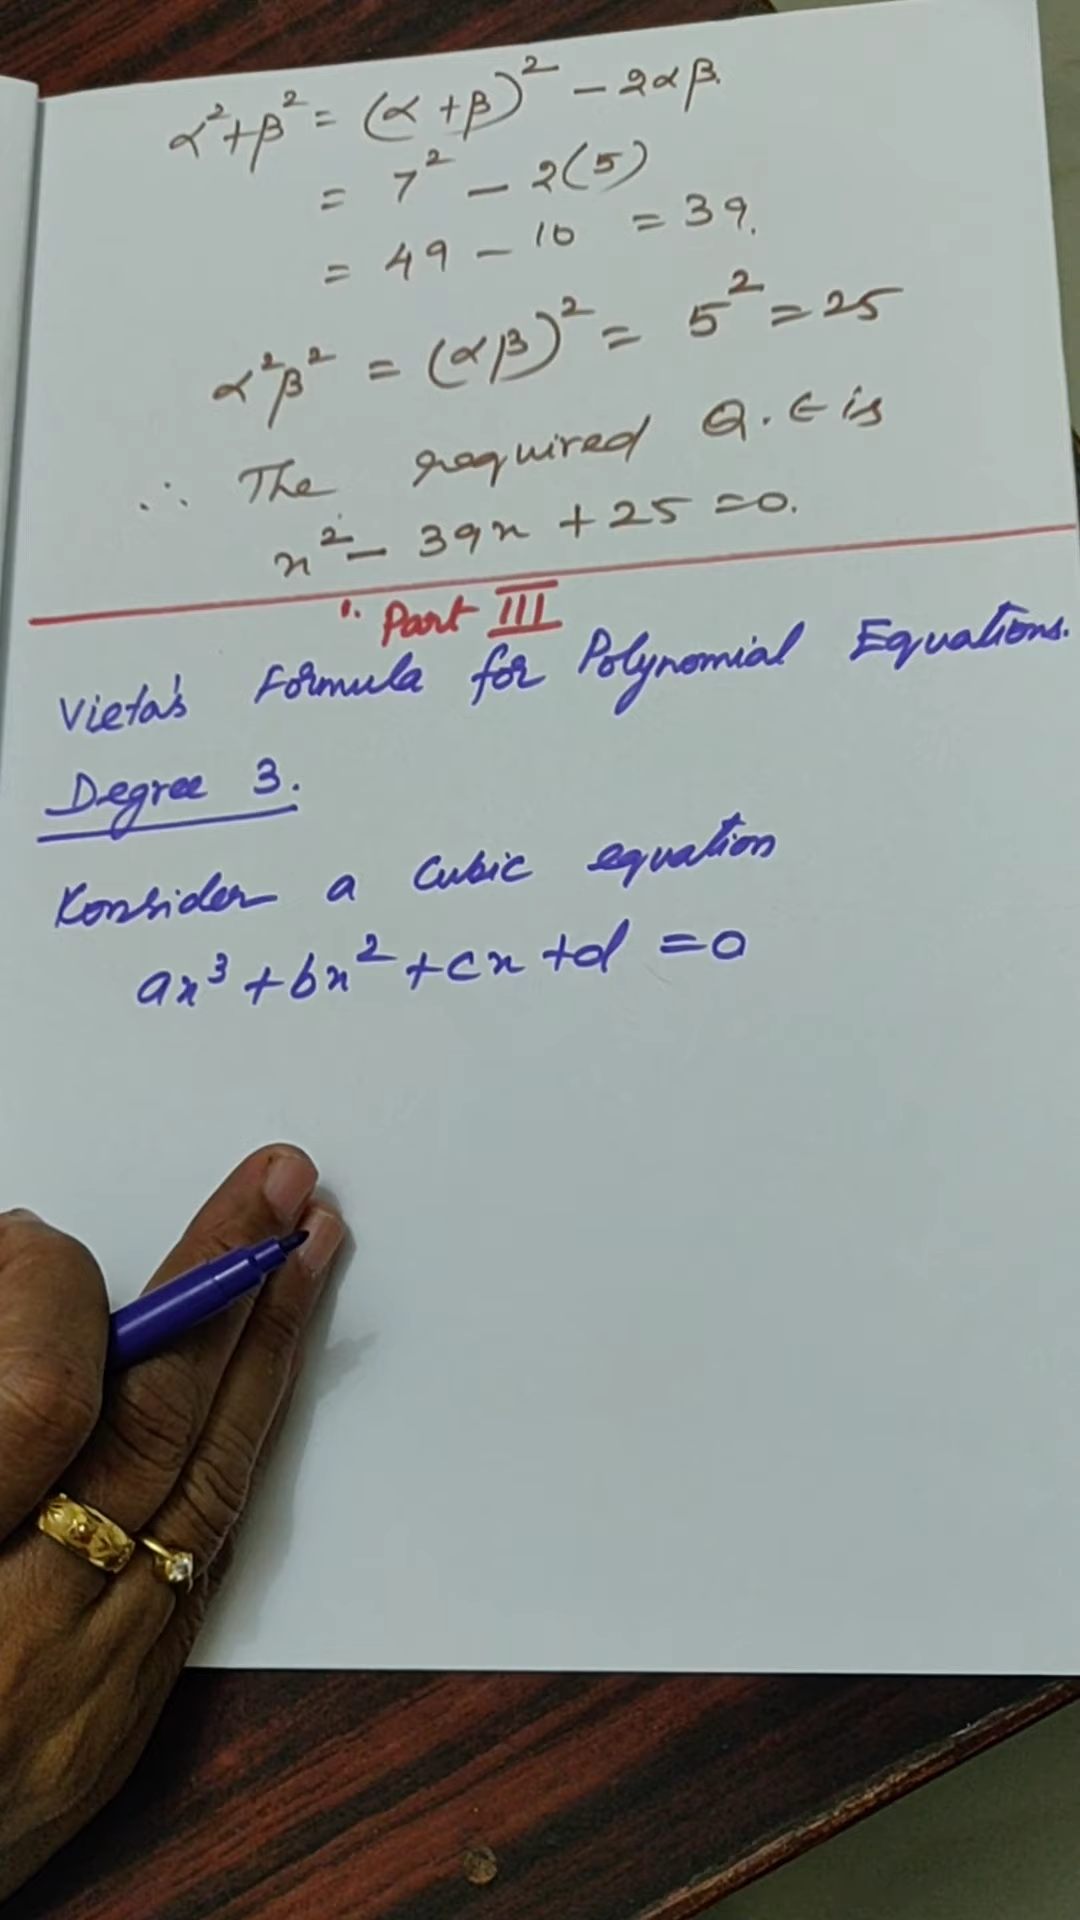 α²+β² = (α+β)² − 2αβ.
= 7² − 2(5)
= 49 − 10 = 39.
α²β² = (αβ)² = 5² = 25
∴ The required Q.E is
x² − 39x + 25 = 0.
Part III
Vieta's Formula for Polynomial Equations.
Degree 3.
Konsider a Cubic equation
ax³ + bx² + cx + d = 0